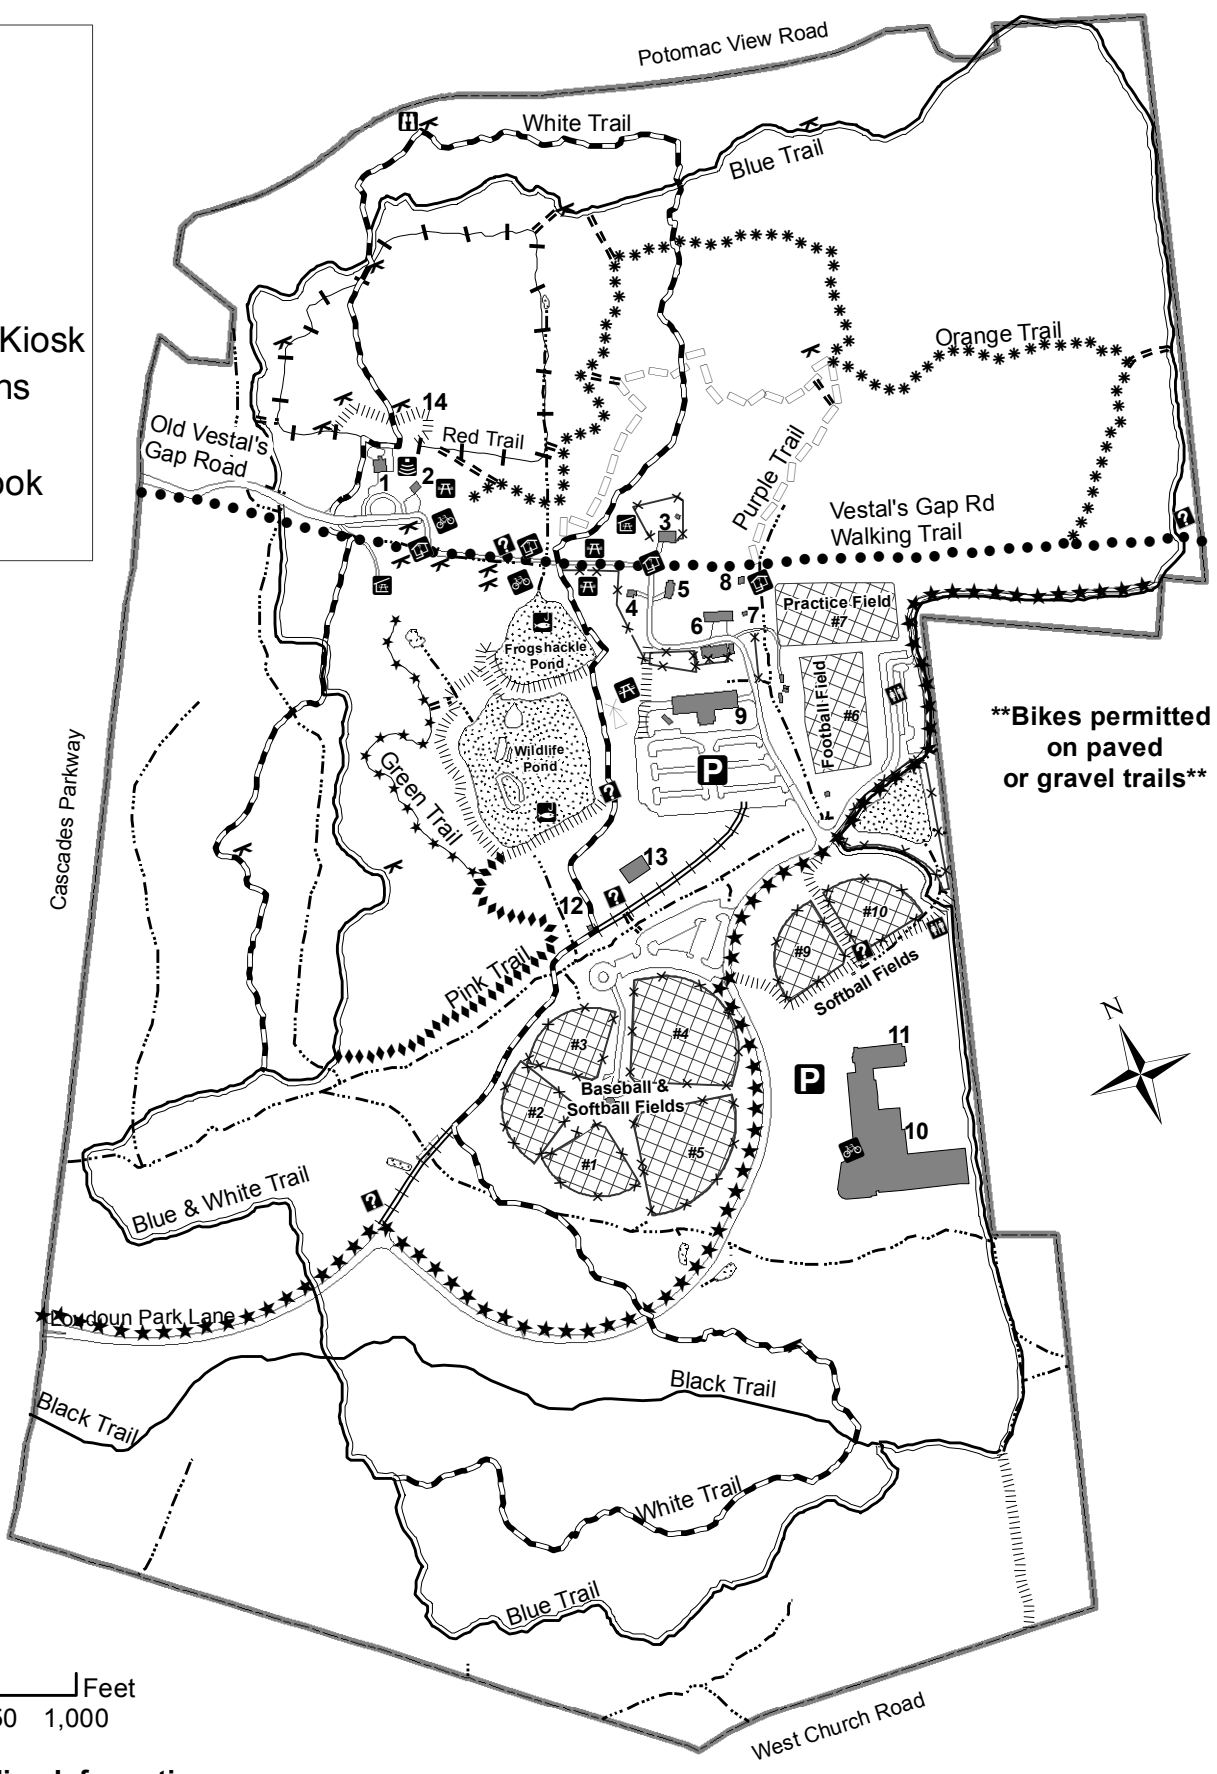 Potomac View Road
White Trail
Blue Trail
Kiosk
ns
ook
Orange Trail
14
Red Trail
Old Vestal's
Gap Road
1
2
Purple Trail
Vestal's Gap Rd
Walking Trail
?
3
?
8
4
5
6
7
Practice Field
#7
Frogshackle
Pond
Football Field
#6
9
**Bikes permitted
on paved
or gravel trails**
Wildlife
Pond
P
Green Trail
?
Cascades Parkway
13
?
12
#10
#9
?
Softball Fields
Pink Trail
N
#3
#4
11
P
Baseball &
Softball Fields
#2
10
#1
#5
Blue & White Trail
?
Loudoun Park Lane
Black Trail
Black Trail
White Trail
Blue Trail
Feet
50 1,000
West Church Road